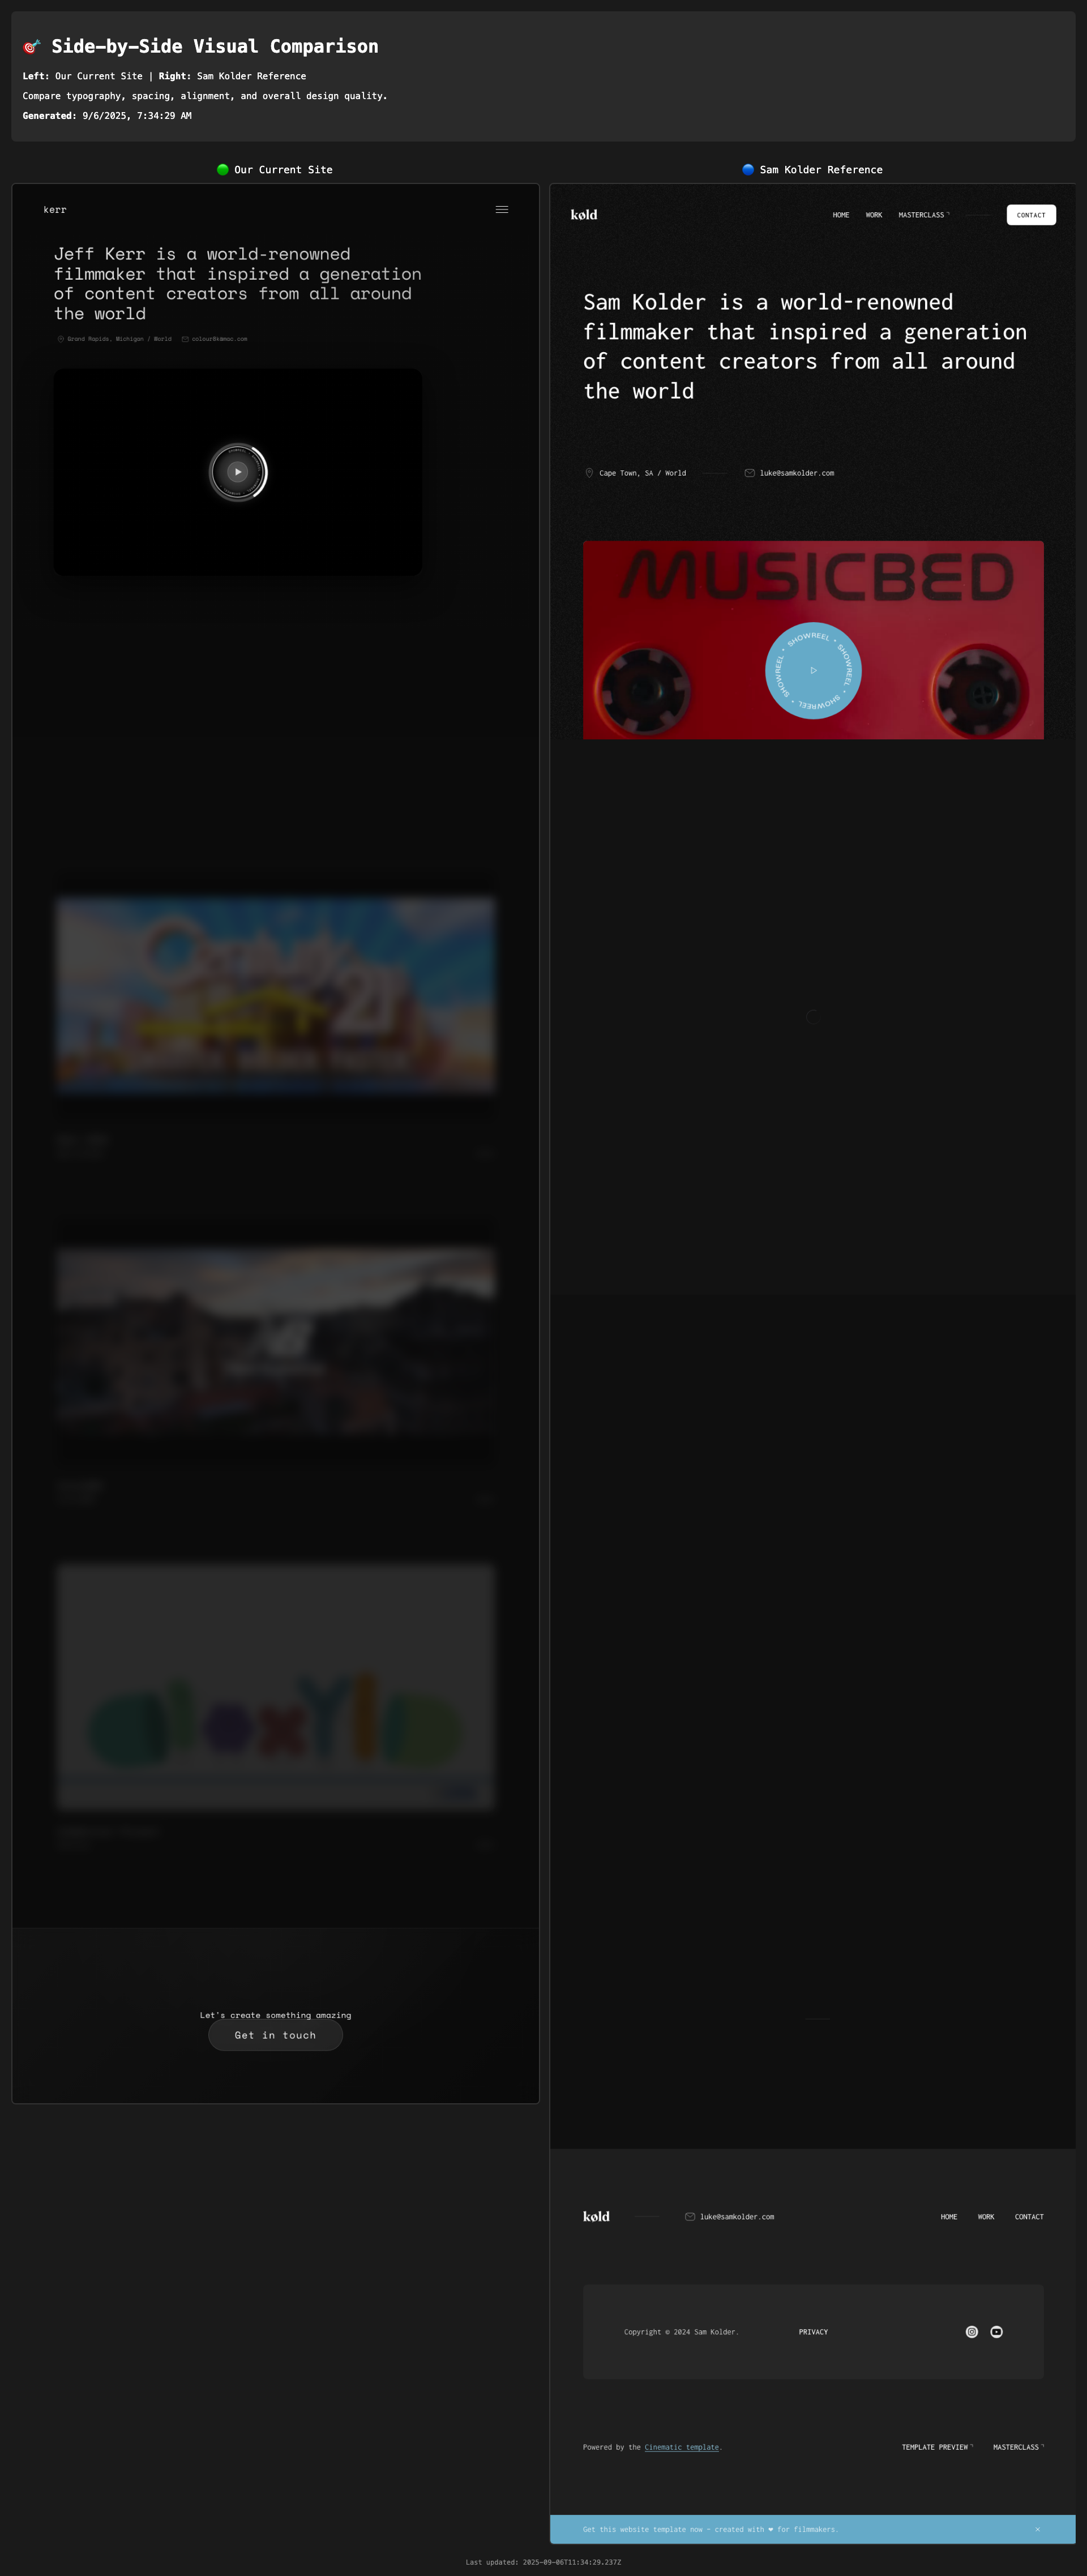 🎯 Side-by-Side Visual Comparison
Left: Our Current Site | Right: Sam Kolder Reference
Compare typography, spacing, alignment, and overall design quality.
Generated: 9/6/2025, 7:34:29 AM
🟢 Our Current Site
kerr
Jeff Kerr is a world-renowned
filmmaker that inspired a generation
of content creators from all around
the world
Grand Rapids, Michigan / World
Century
21
Let's create something amazing
Get in touch
🔵 Sam Kolder Reference
køld
HOME WORK MASTERCLASS
CONTACT
Sam Kolder is a world-renowned
filmmaker that inspired a generation
of content creators from all around
the world
Cape Town, SA / World
luke@samkolder.com
MUSICBED
SHOWREEL • SHOWREEL • SHOWREEL • SHOWREEL •
køld
luke@samkolder.com
HOME WORK CONTACT
Copyright © 2024 Sam Kolder.
PRIVACY
Powered by the Cinematic template.
TEMPLATE PREVIEW
MASTERCLASS
Get this website template now - created with ❤ for filmmakers.
×
Last updated: 2025-09-06T11:34:29.237Z